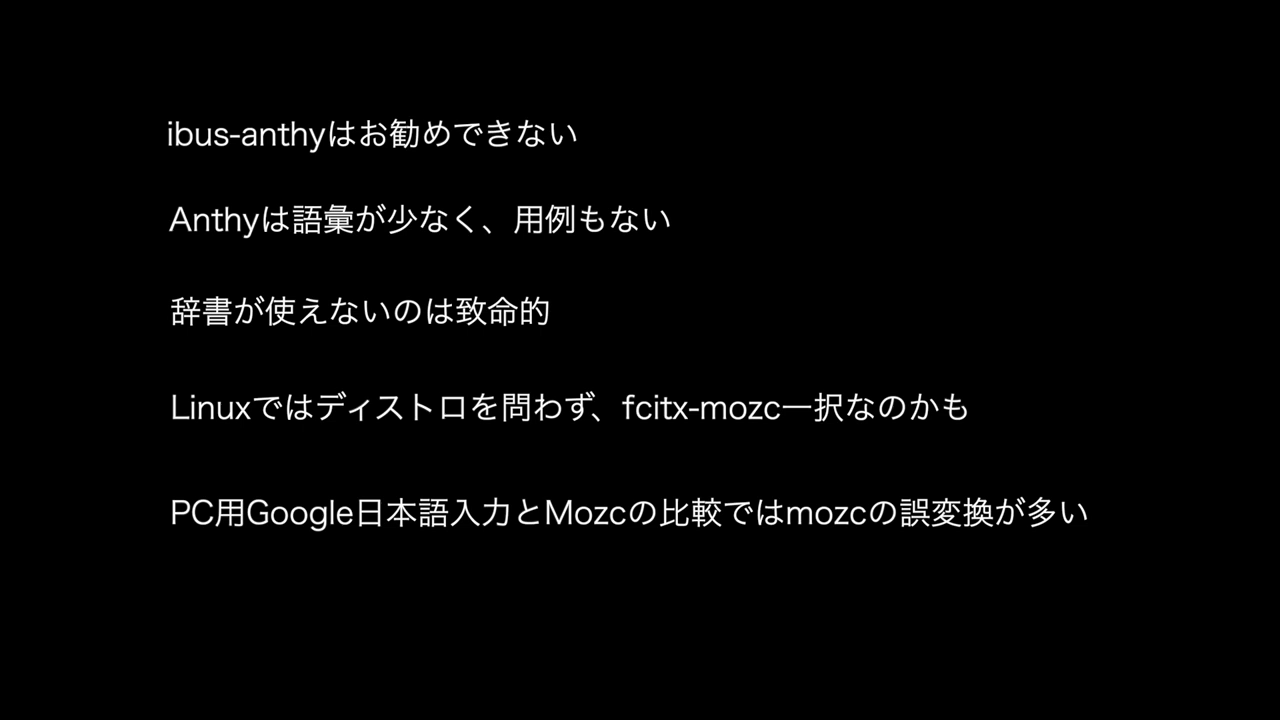 ibus-anthyはお勧めできない
Anthyは語彙が少なく、用例もない
辞書が使えないのは致命的
Linuxではディストロを問わず、fcitx-mozc一択なのかも
PC用Google日本語入力とMozcの比較ではmozcの誤変換が多い